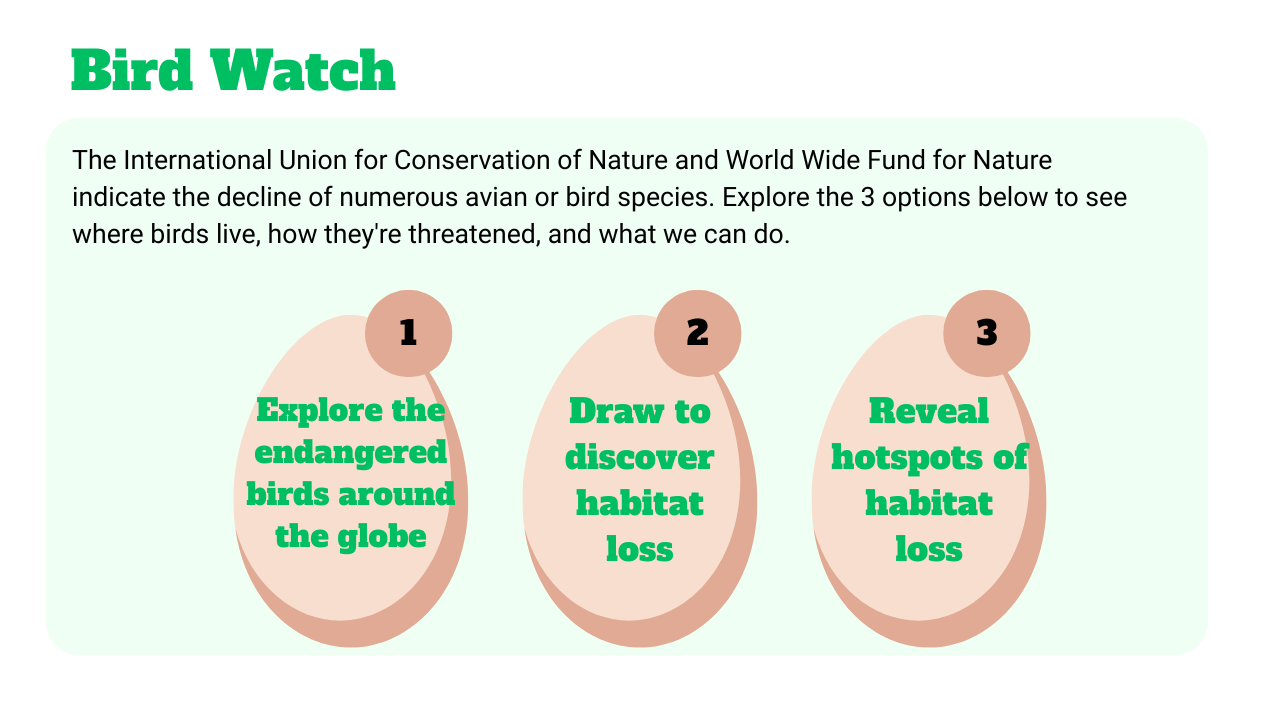 Bird Watch
The International Union for Conservation of Nature and World Wide Fund for Nature
indicate the decline of numerous avian or bird species. Explore the 3 options below to see
where birds live, how they're threatened, and what we can do.
1
Explore the
endangered
birds around
the globe
2
Draw to
discover
habitat
loss
3
Reveal
hotspots of
habitat
loss